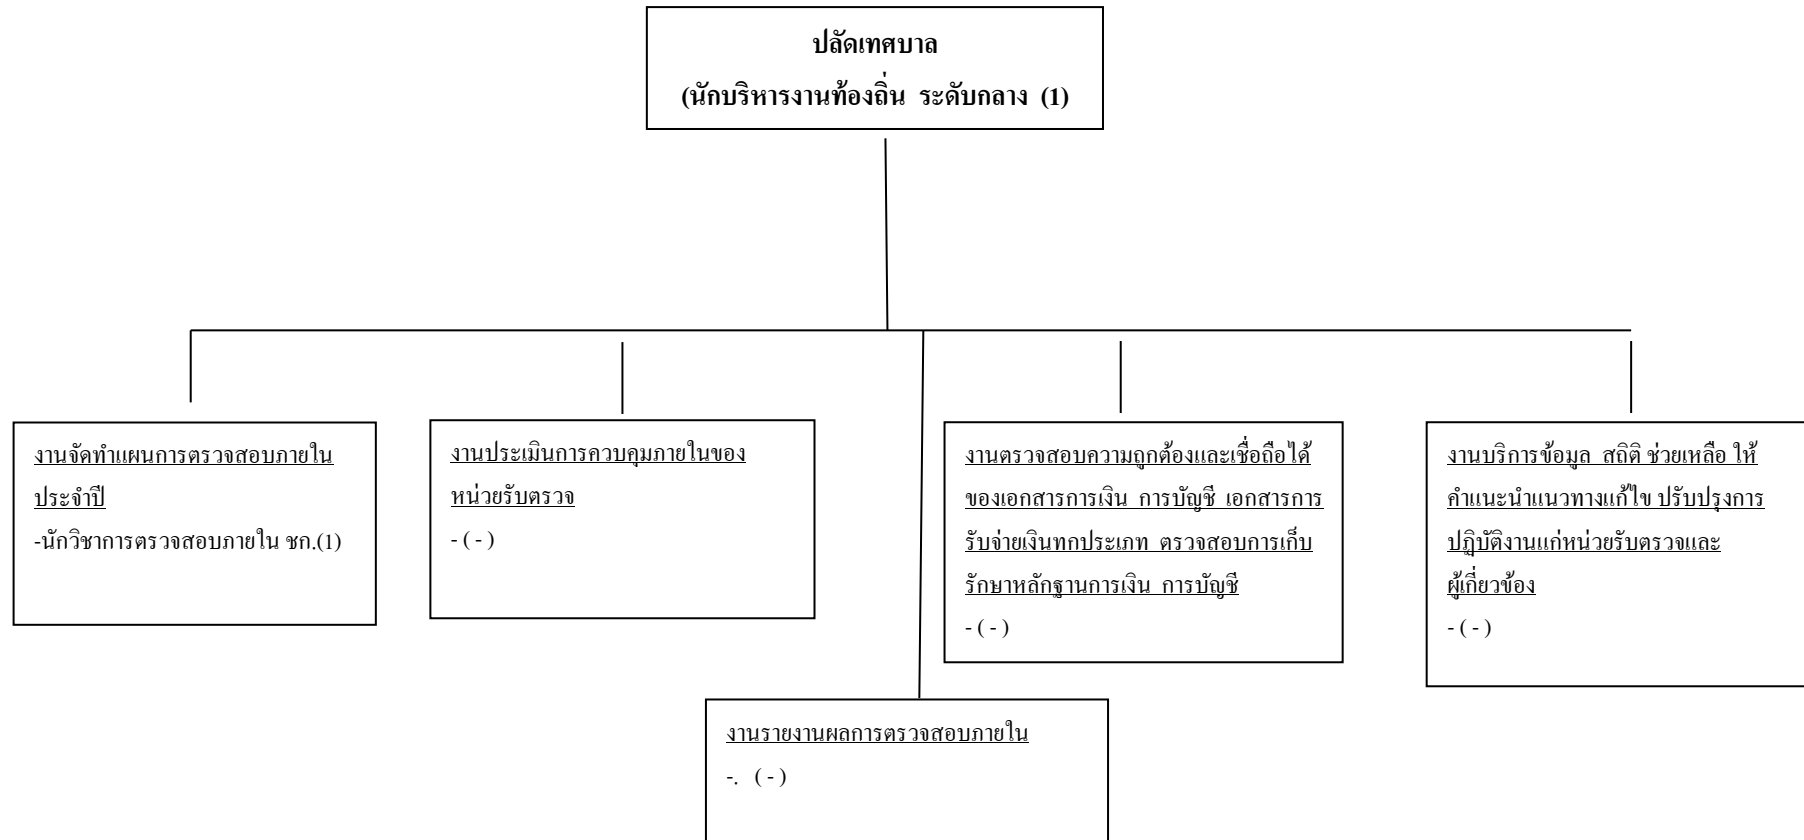 ปลัดเทศบาล
(นักบริหารงานท้องถิ่น ระดับกลาง (1)
งานจัดทำแผนการตรวจสอบภายใน
ประจำปี
-นักวิชาการตรวจสอบภายใน ชก.(1)
งานประเมินการควบคุมภายในของ
หน่วยรับตรวจ
- ( - )
งานตรวจสอบความถูกต้องและเชื่อถือได้
ของเอกสารการเงิน การบัญชี เอกสารการ
รับจ่ายเงินทกประเภท ตรวจสอบการเก็บ
รักษาหลักฐานการเงิน การบัญชี
- ( - )
งานบริการข้อมูล สถิติ ช่วยเหลือ ให้
คำแนะนำแนวทางแก้ไข ปรับปรุงการ
ปฏิบัติงานแก่หน่วยรับตรวจและ
ผู้เกี่ยวข้อง
- ( - )
งานรายงานผลการตรวจสอบภายใน
-. ( - )